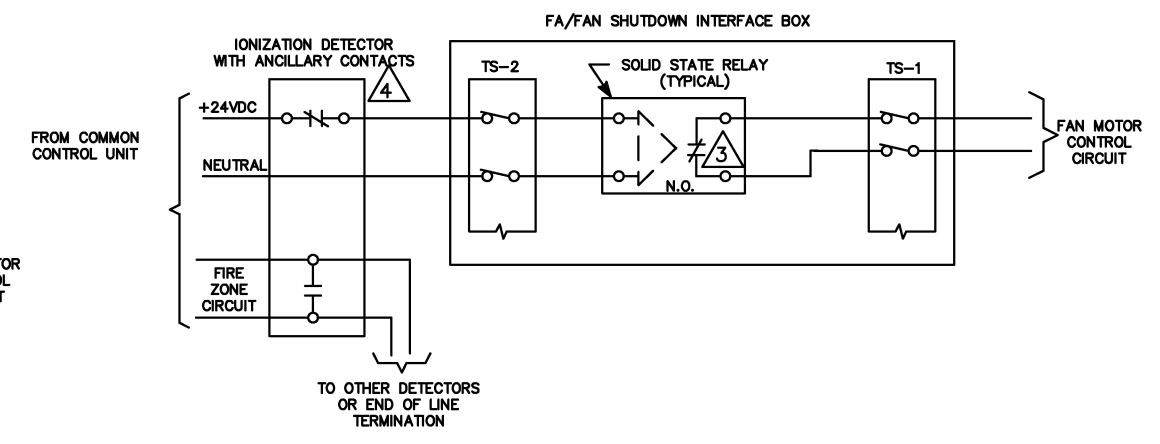 FA/FAN SHUTDOWN INTERFACE BOX
IONIZATION DETECTOR
WITH ANCILLARY CONTACTS
4
TS-2
SOLID STATE RELAY
(TYPICAL)
TS-1
+24VDC
FROM COMMON
CONTROL UNIT
NEUTRAL
3
N.O.
FAN MOTOR
CONTROL
CIRCUIT
FIRE
ZONE
CIRCUIT
TO OTHER DETECTORS
OR END OF LINE
TERMINATION